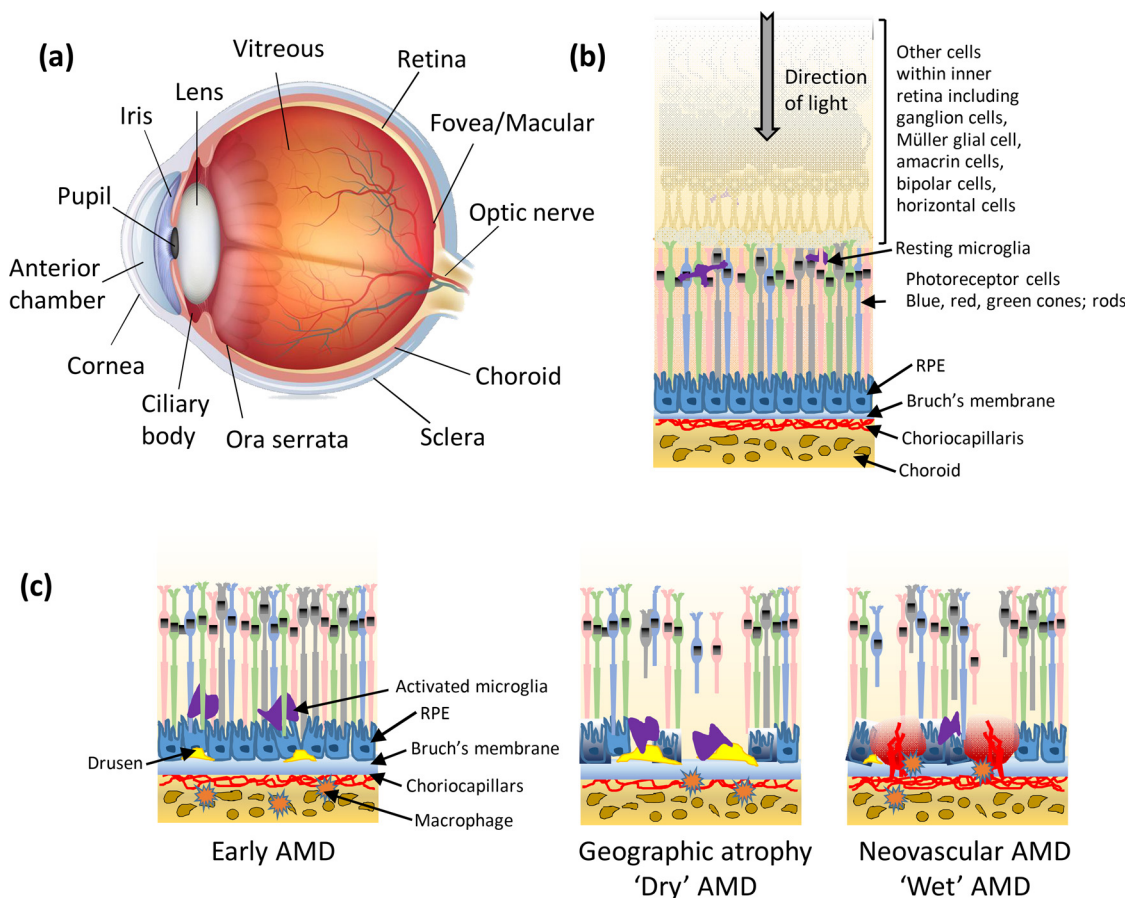 (a)
Vitreous
Retina
Lens
Iris
Fovea/Macular
Pupil
Optic nerve
Anterior
chamber
Cornea
Choroid
Ciliary
body
Ora serrata
Sclera
(b)
Direction
of light
Other cells
within inner
retina including
ganglion cells,
Müller glial cell,
amacrin cells,
bipolar cells,
horizontal cells
Resting microglia
Photoreceptor cells
Blue, red, green cones; rods
RPE
Bruch’s membrane
Choriocapillaris
Choroid
(c)
Activated microglia
RPE
Drusen
Bruch’s membrane
Choriocapillars
Macrophage
Early AMD
Geographic atrophy
‘Dry’ AMD
Neovascular AMD
‘Wet’ AMD